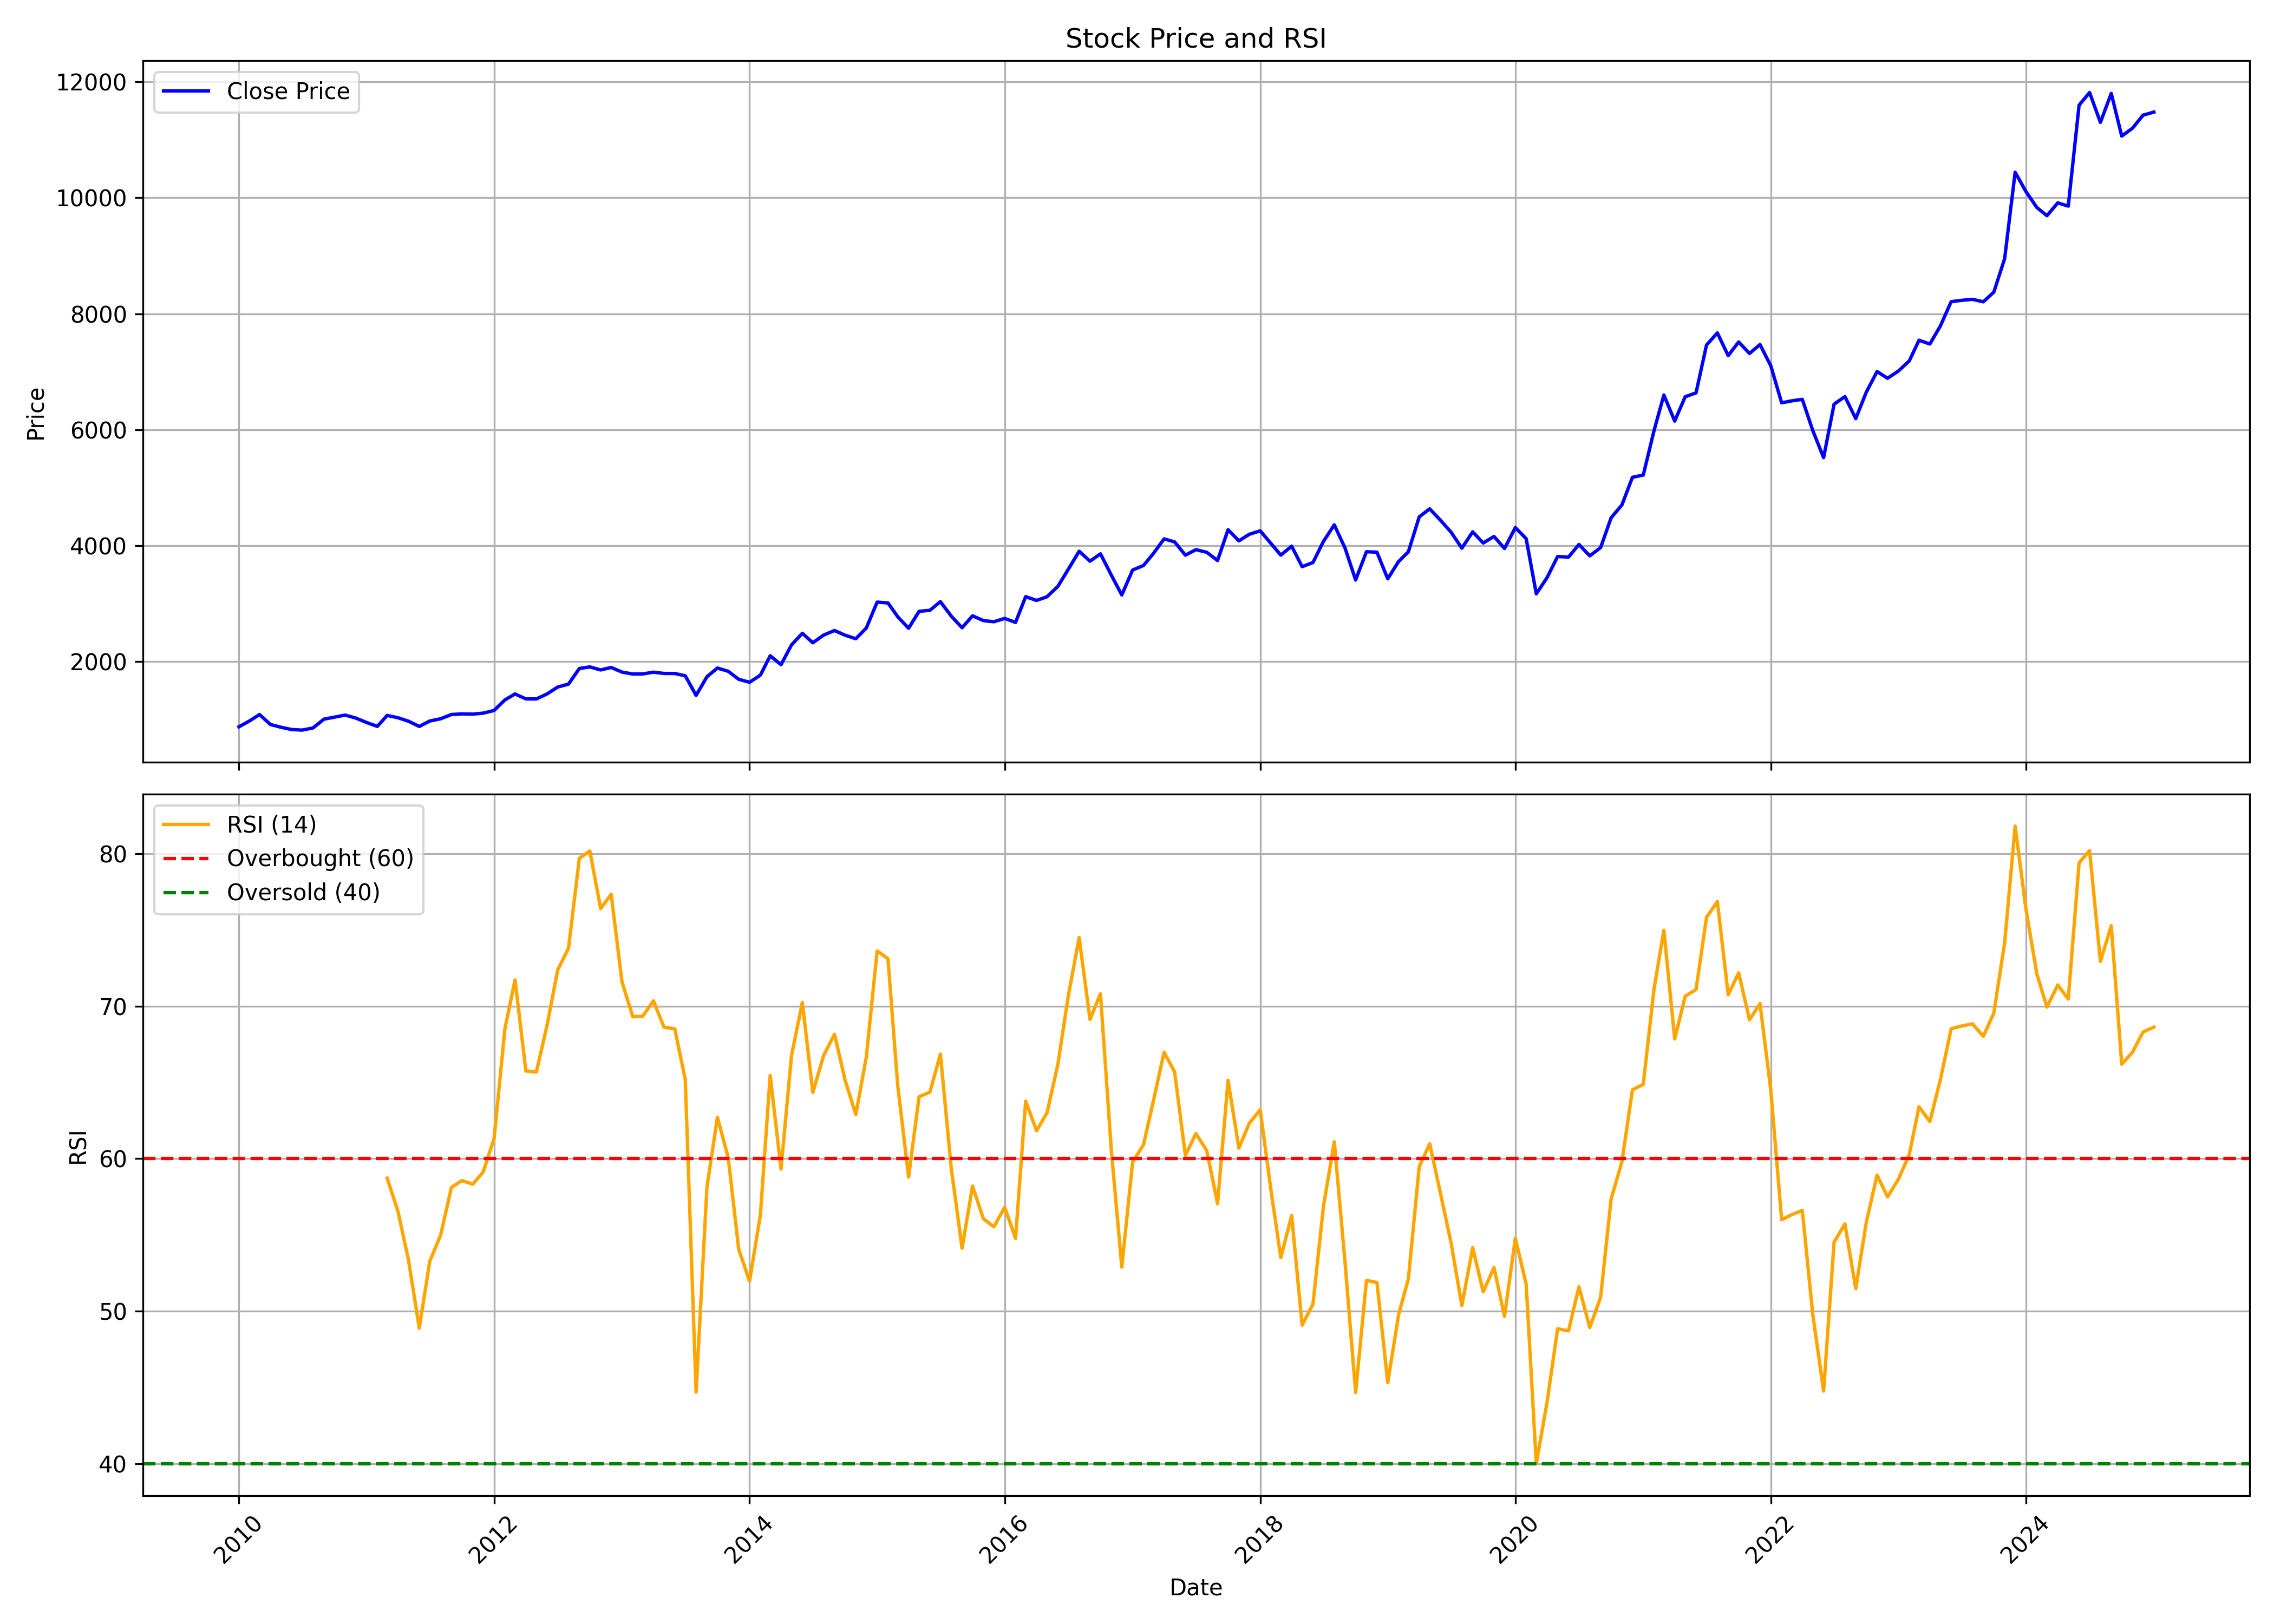 Stock Price and RSI
Close Price
12000
10000
8000
6000
4000
2000
Price
RSI (14)
Overbought (60)
Oversold (40)
80
70
60
50
40
RSI
2010
2012
2014
2016
2018
2020
2022
2024
Date